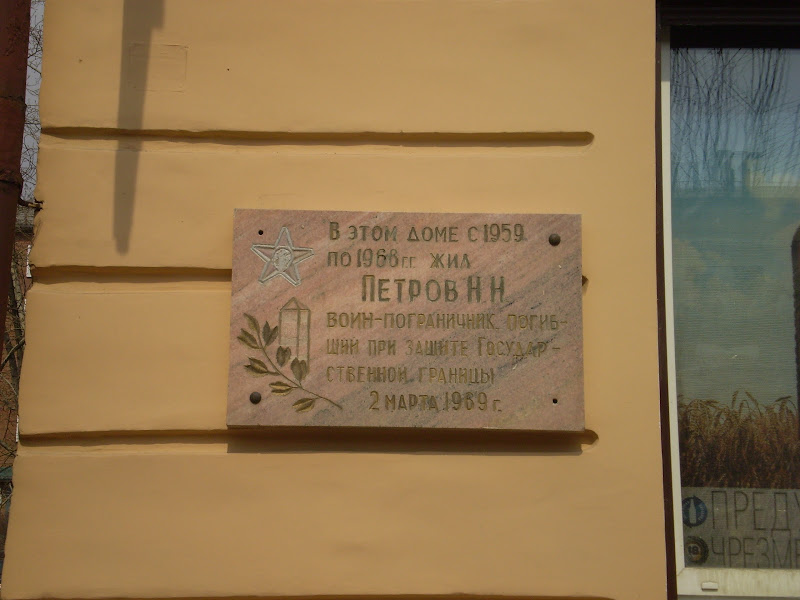 В ЭТОМ ДОМЕ С 1959
ПО 1968 ГГ. ЖИЛ
ПЕТРОВ Н.Н.
ВОИН-ПОГРАНИЧНИК, ПОГИБ-
ШИЙ ПРИ ЗАЩИТЕ ГОСУДАР-
СТВЕННОЙ ГРАНИЦЫ
2 МАРТА 1969 г.
ПРЕДУ
ЧРЕЗМЕ